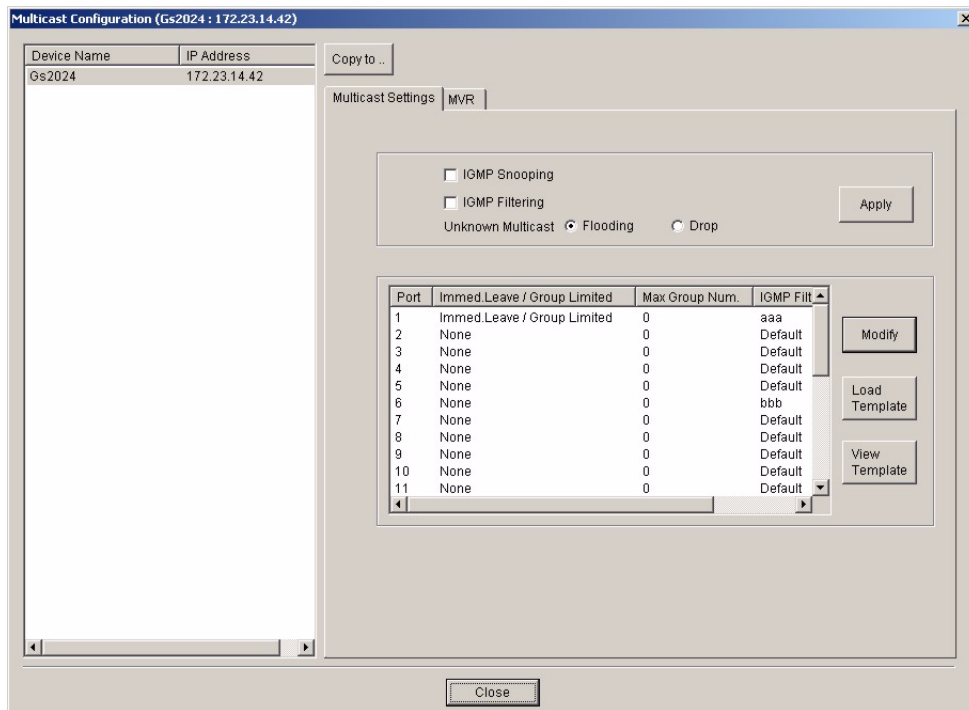 Multicast Configuration (Gs2024 : 172.23.14.42)
Device Name IP Address
Gs2024 172.23.14.42
Copy to ..
Multicast Settings MVR
IGMP Snooping
IGMP Filtering
Unknown Multicast Flooding Drop
Apply
Port Immed.Leave / Group Limited Max Group Num. IGMP Filt
1 Immed.Leave / Group Limited 0 aaa
2 None 0 Default
3 None 0 Default
4 None 0 Default
5 None 0 Default
6 None 0 bbb
7 None 0 Default
8 None 0 Default
9 None 0 Default
10 None 0 Default
11 None 0 Default
Modify
Load
Template
View
Template
Close